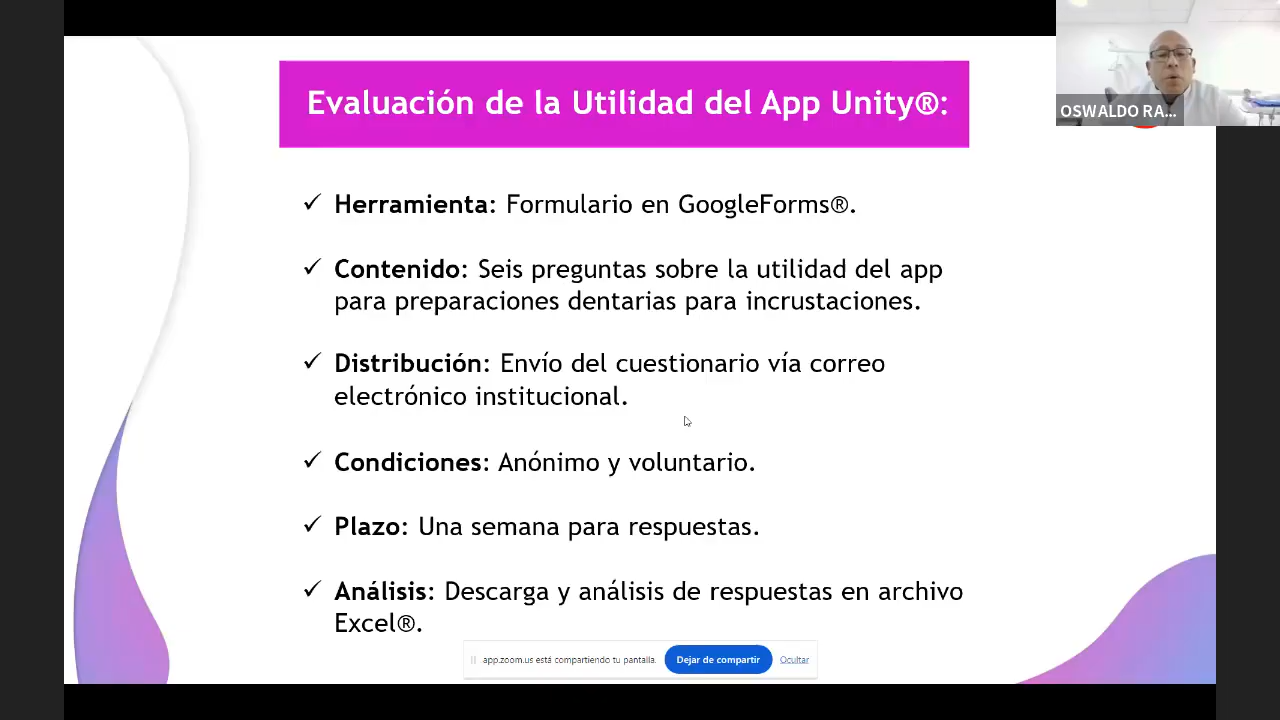 Evaluación de la Utilidad del App Unity®:
OSWALDO RA...
✓ Herramienta: Formulario en GoogleForms®.
✓ Contenido: Seis preguntas sobre la utilidad del app
para preparaciones dentarias para incrustaciones.
✓ Distribución: Envío del cuestionario vía correo
electrónico institucional.
✓ Condiciones: Anónimo y voluntario.
✓ Plazo: Una semana para respuestas.
✓ Análisis: Descarga y análisis de respuestas en archivo
Excel®.
app.zoom.us está compartiendo tu pantalla. Dejar de compartir Ocultar